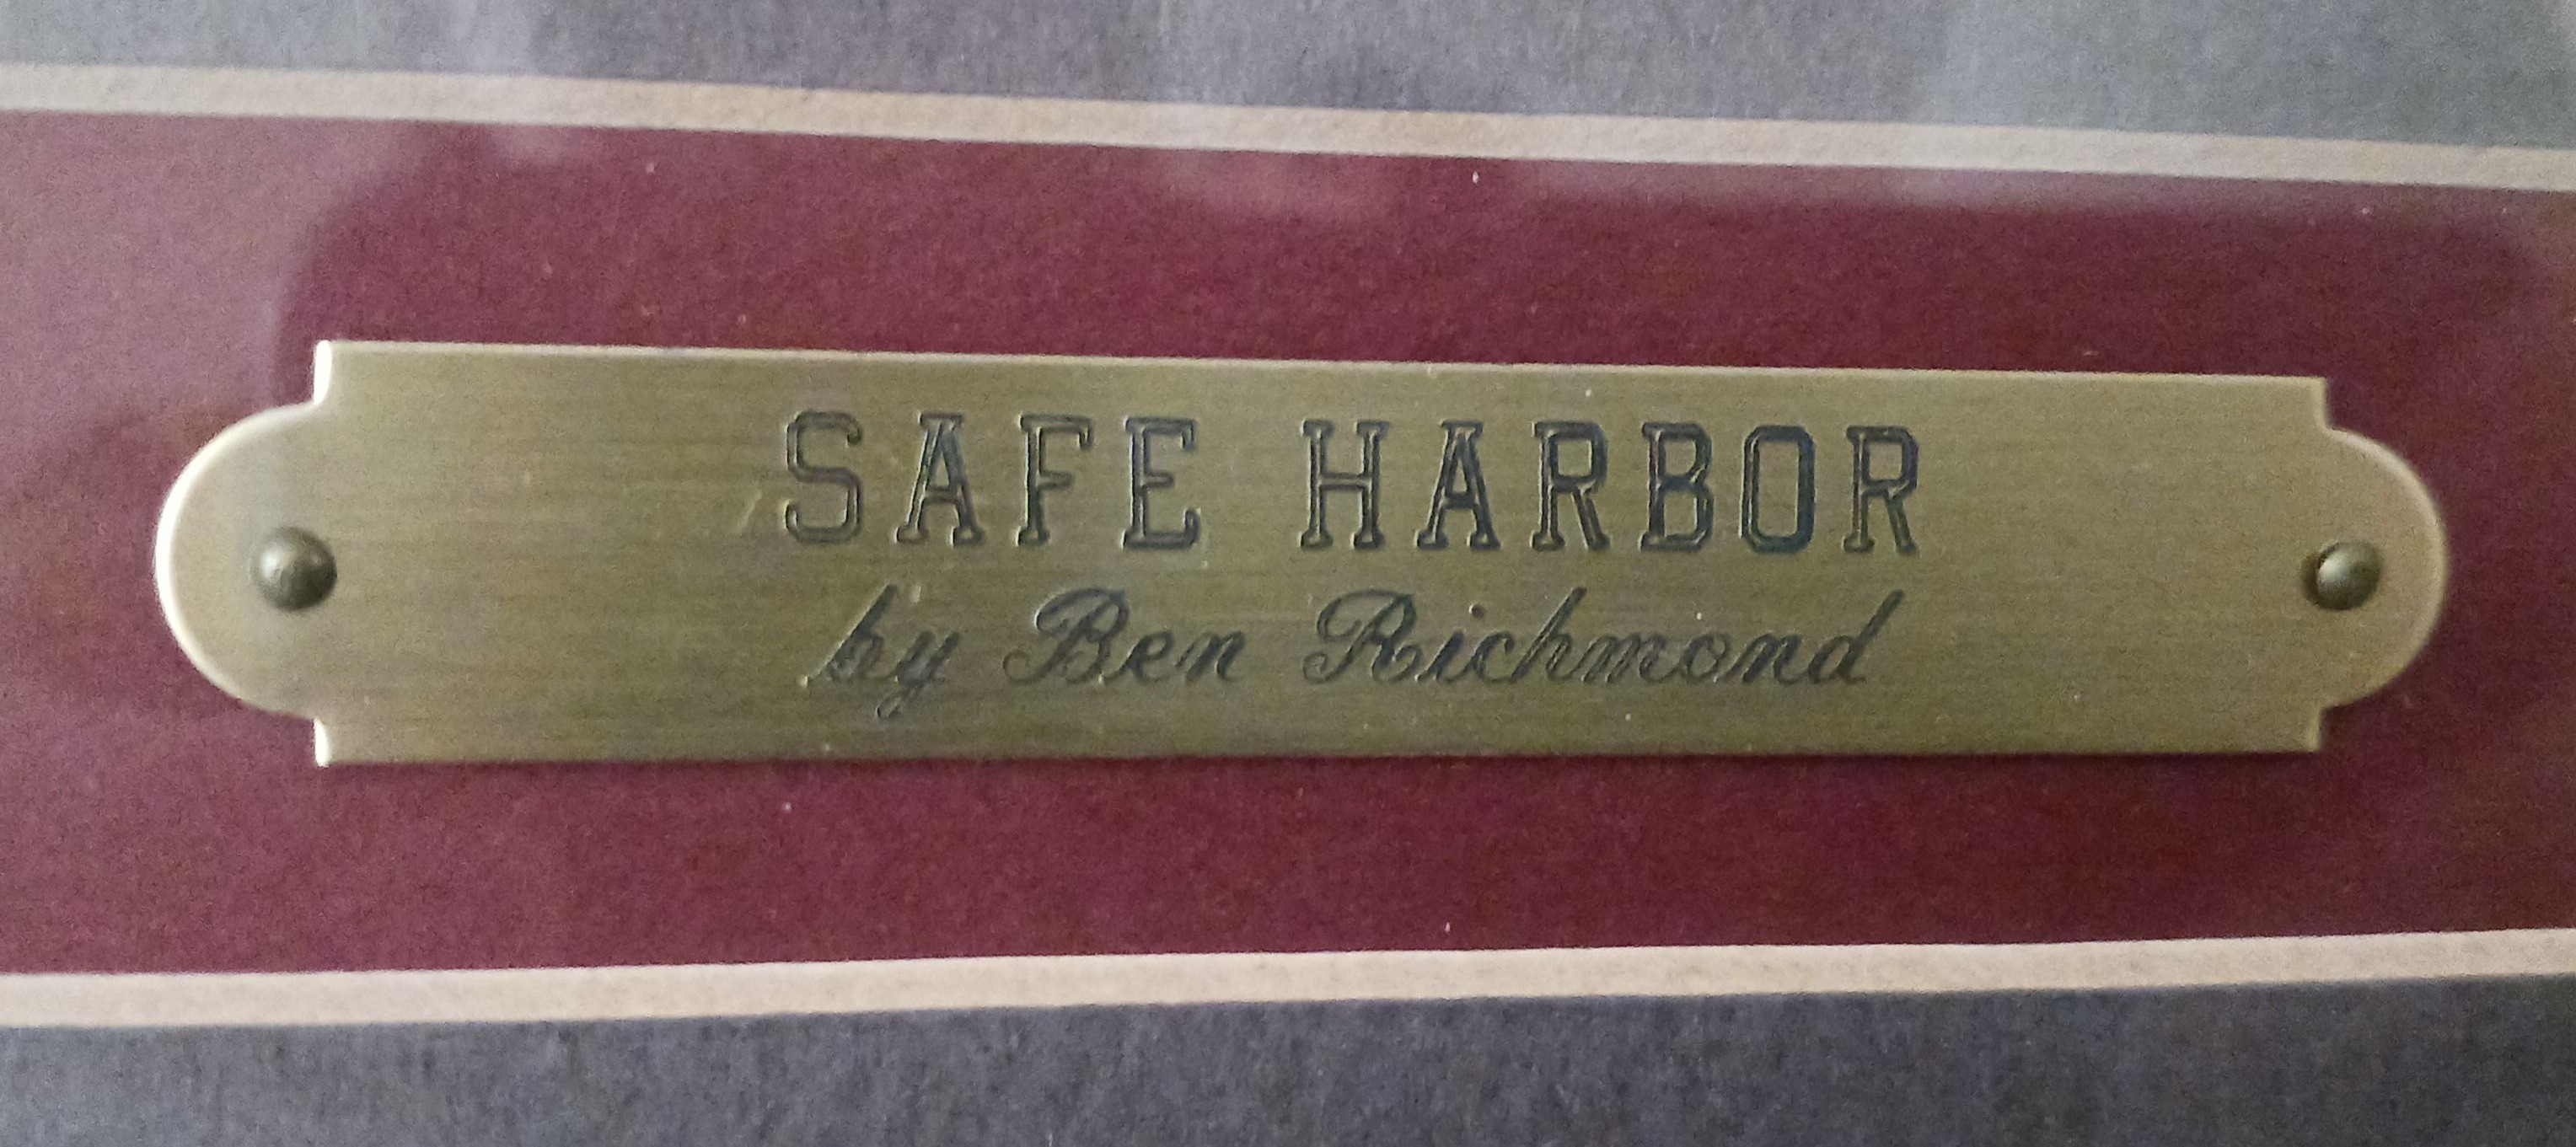 SAFE HARBOR
by Ben Richmond